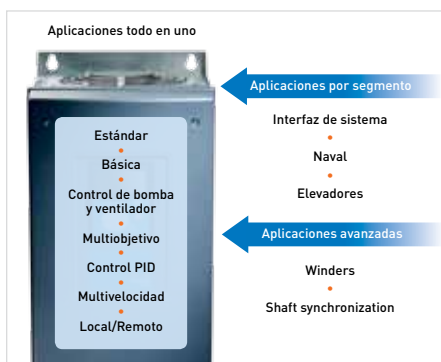 Aplicaciones todo en uno
Estándar
Básica
Control de bomba
y ventilador
Multiobjetivo
Control PID
Multivelocidad
Local/Remoto
Aplicaciones por segmento
Interfaz de sistema
Naval
Elevadores
Aplicaciones avanzadas
Winders
Shaft synchronization